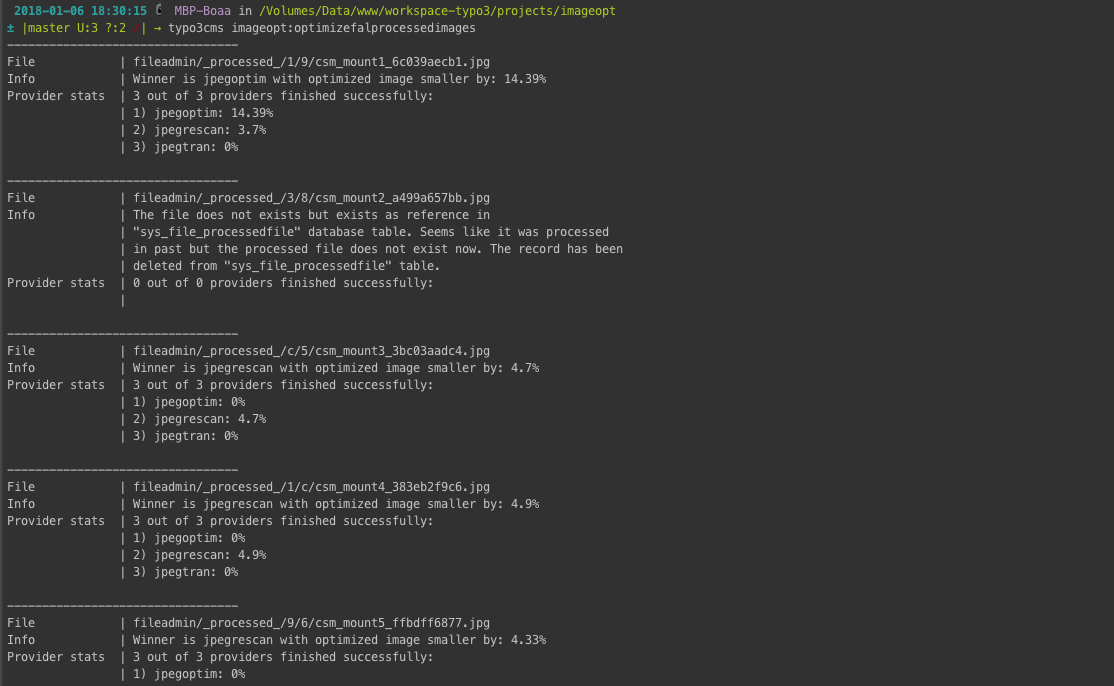 2018-01-06 18:30:15 MBP-Boaa in /Volumes/Data/www/workspace-typo3/projects/imageopt
± |master U:3 ?:2 ✗| → typo3cms imageopt:optimizefalprocessedimages
---------------------------------
File | fileadmin/_processed_/1/9/csm_mount1_6c039aecb1.jpg
Info | Winner is jpegoptim with optimized image smaller by: 14.39%
Provider stats | 3 out of 3 providers finished successfully:
| 1) jpegoptim: 14.39%
| 2) jpegrescan: 3.7%
| 3) jpegtran: 0%
---------------------------------
File | fileadmin/_processed_/3/8/csm_mount2_a499a657bb.jpg
Info | The file does not exists but exists as reference in
| "sys_file_processedfile" database table. Seems like it was processed
| in past but the processed file does not exist now. The record has been
| deleted from "sys_file_processedfile" table.
Provider stats | 0 out of 0 providers finished successfully:
|
---------------------------------
File | fileadmin/_processed_/c/5/csm_mount3_3bc03aadc4.jpg
Info | Winner is jpegrescan with optimized image smaller by: 4.7%
Provider stats | 3 out of 3 providers finished successfully:
| 1) jpegoptim: 0%
| 2) jpegrescan: 4.7%
| 3) jpegtran: 0%
---------------------------------
File | fileadmin/_processed_/1/c/csm_mount4_383eb2f9c6.jpg
Info | Winner is jpegrescan with optimized image smaller by: 4.9%
Provider stats | 3 out of 3 providers finished successfully:
| 1) jpegoptim: 0%
| 2) jpegrescan: 4.9%
| 3) jpegtran: 0%
---------------------------------
File | fileadmin/_processed_/9/6/csm_mount5_ffbdff6877.jpg
Info | Winner is jpegrescan with optimized image smaller by: 4.33%
Provider stats | 3 out of 3 providers finished successfully:
| 1) jpegoptim: 0%